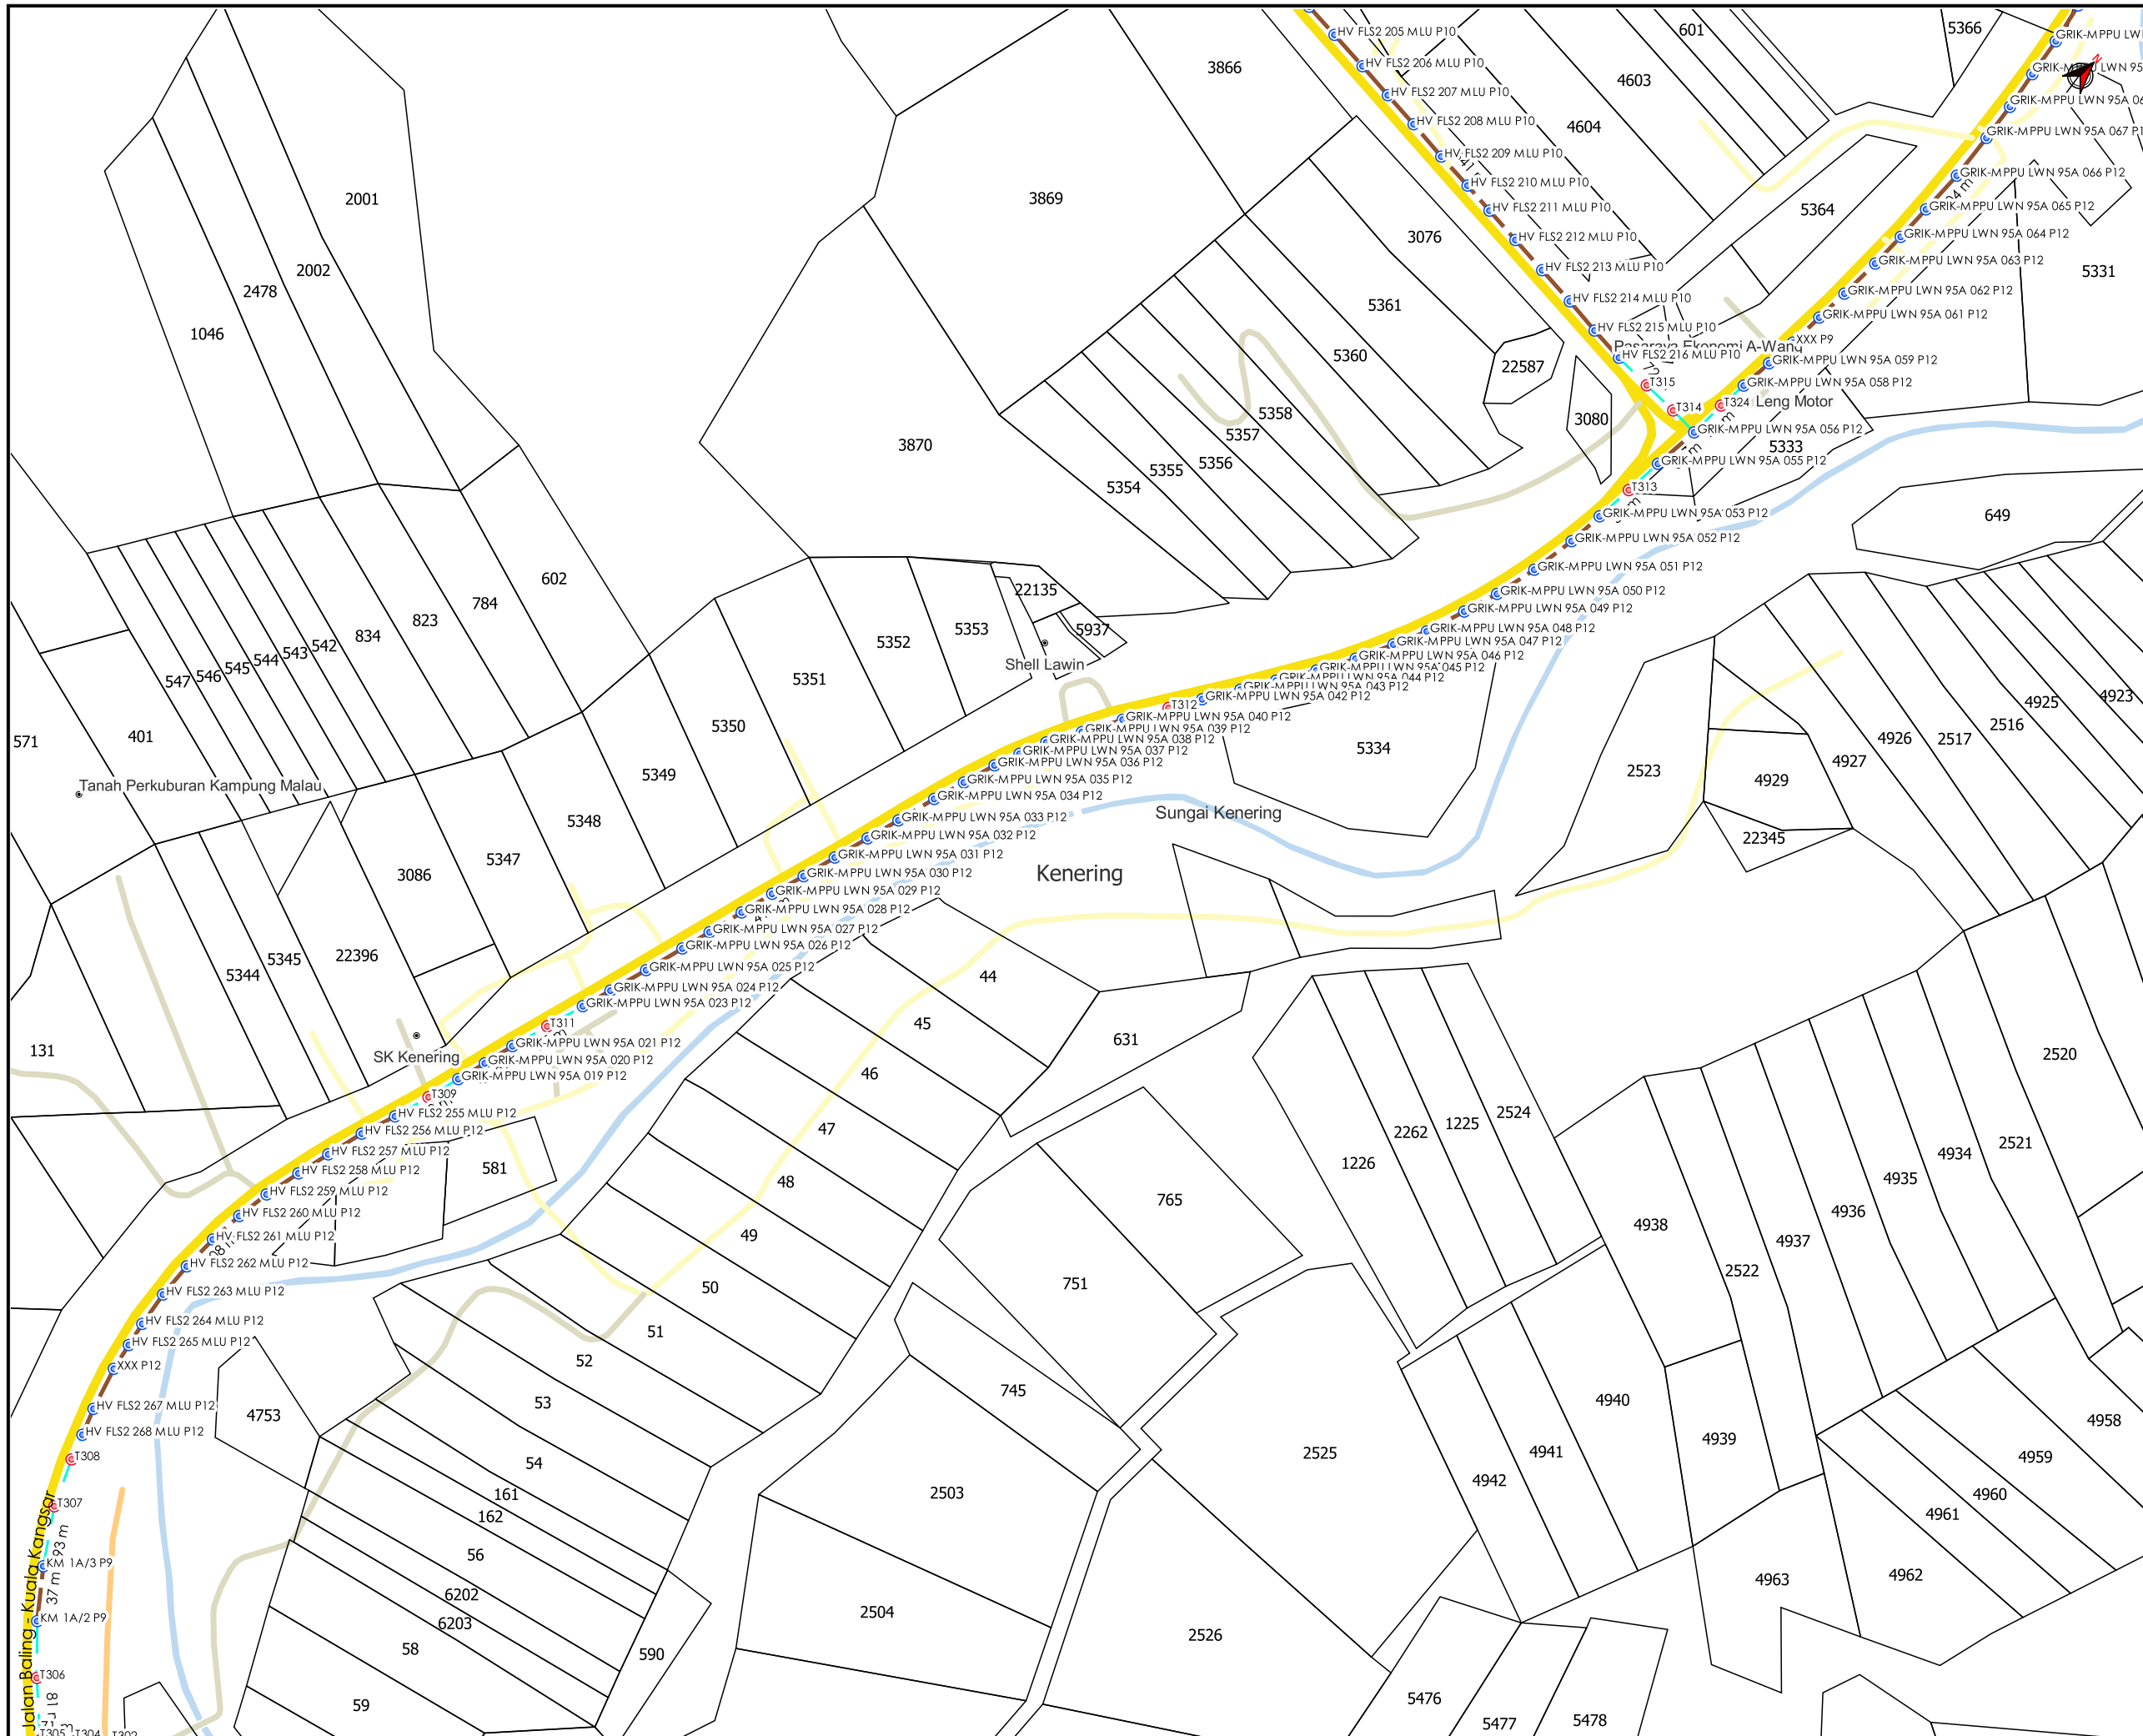 HV FLS2 205 MLU P10
HV FLS2 206 MLU P10
HV FLS2 207 MLU P10
HV FLS2 208 MLU P10
HV FLS2 209 MLU P10
HV FLS2 210 MLU P10
HV FLS2 211 MLU P10
HV FLS2 212 MLU P10
HV FLS2 213 MLU P10
HV FLS2 214 MLU P10
HV FLS2 215 MLU P10
HV FLS2 216 MLU P10
601
5366
N
3866
4603
4604
GRIK-MPPU LWN 95A 066 P12
GRIK-MPPU LWN 95A 065 P12
GRIK-MPPU LWN 95A 064 P12
GRIK-MPPU LWN 95A 063 P12
GRIK-MPPU LWN 95A 062 P12
GRIK-MPPU LWN 95A 061 P12
XXX P9
GRIK-MPPU LWN 95A 059 P12
GRIK-MPPU LWN 95A 058 P12
GRIK-MPPU LWN 95A 056 P12
GRIK-MPPU LWN 95A 055 P12
GRIK-MPPU LWN 95A 053 P12
GRIK-MPPU LWN 95A 052 P12
GRIK-MPPU LWN 95A 051 P12
GRIK-MPPU LWN 95A 050 P12
GRIK-MPPU LWN 95A 049 P12
GRIK-MPPU LWN 95A 048 P12
GRIK-MPPU LWN 95A 047 P12
GRIK-MPPU LWN 95A 046 P12
GRIK-MPPU LWN 95A 045 P12
GRIK-MPPU LWN 95A 044 P12
GRIK-MPPU LWN 95A 043 P12
GRIK-MPPU LWN 95A 042 P12
Pasaraya Ekonomi A-Wang
T315
T314
T324
Leng Motor
T313
T312
2001
2002
2478
1046
3869
3076
5364
5331
5361
5360
22587
3080
5333
5358
5357
5356
5355
5354
3870
649
602
784
823
834
542
543
544
545
546
547
401
571
22135
5937
5353
5352
5351
5350
5349
5348
5347
Shell Lawin
Tanah Perkuburan Kampung Malau
5334
2523
4929
22345
4927
4926
2517
2516
4925
4923
Sungai Kenering
Kenering
GRIK-MPPU LWN 95A 040 P12
GRIK-MPPU LWN 95A 039 P12
GRIK-MPPU LWN 95A 038 P12
GRIK-MPPU LWN 95A 037 P12
GRIK-MPPU LWN 95A 036 P12
GRIK-MPPU LWN 95A 035 P12
GRIK-MPPU LWN 95A 034 P12
GRIK-MPPU LWN 95A 033 P12
GRIK-MPPU LWN 95A 032 P12
GRIK-MPPU LWN 95A 031 P12
GRIK-MPPU LWN 95A 030 P12
GRIK-MPPU LWN 95A 029 P12
GRIK-MPPU LWN 95A 028 P12
GRIK-MPPU LWN 95A 027 P12
GRIK-MPPU LWN 95A 026 P12
GRIK-MPPU LWN 95A 025 P12
GRIK-MPPU LWN 95A 024 P12
GRIK-MPPU LWN 95A 023 P12
T311
GRIK-MPPU LWN 95A 021 P12
GRIK-MPPU LWN 95A 020 P12
GRIK-MPPU LWN 95A 019 P12
T309
3086
22396
5345
5344
131
SK Kenering
44
45
46
47
48
49
50
51
52
53
54
161
162
56
6202
6203
58
59
590
631
581
4753
HV FLS2 255 MLU P12
HV FLS2 256 MLU P12
HV FLS2 257 MLU P12
HV FLS2 258 MLU P12
HV FLS2 259 MLU P12
HV FLS2 260 MLU P12
HV FLS2 261 MLU P12
HV FLS2 262 MLU P12
HV FLS2 263 MLU P12
HV FLS2 264 MLU P12
HV FLS2 265 MLU P12
XXX P12
HV FLS2 267 MLU P12
HV FLS2 268 MLU P12
T308
T307
93 m
KM 1A/3 P9
37 m
KM 1A/2 P9
T306
Jalan Baling - Kuala Kangsar
T305
T304
765
751
745
2503
2504
2525
2526
1226
2262
1225
2524
4938
2522
4937
4936
4935
4934
2521
2520
4940
4939
4941
4942
4958
4959
4960
4961
4962
4963
5476
5477
5478